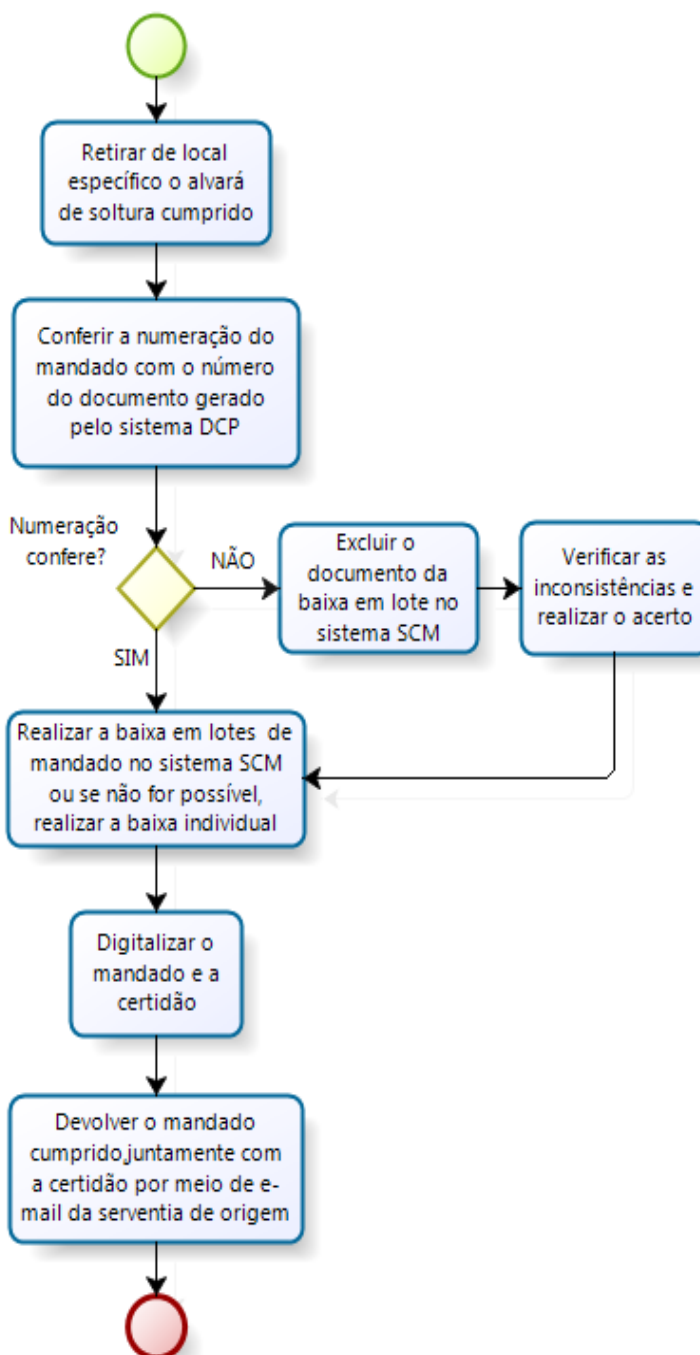 Retirar de local
específico o alvará
de soltura cumprido
Conferir a numeração do
mandado com o número
do documento gerado
pelo sistema DCP
Numeração
confere?
NÃO
Excluir o
documento da
baixa em lote no
sistema SCM
Verificar as
inconsistências e
realizar o acerto
SIM
Realizar a baixa em lotes de
mandado no sistema SCM
ou se não for possível,
realizar a baixa individual
Digitalizar o
mandado e a
certidão
Devolver o mandado
cumprido,juntamente com
a certidão por meio de e-
mail da serventia de origem